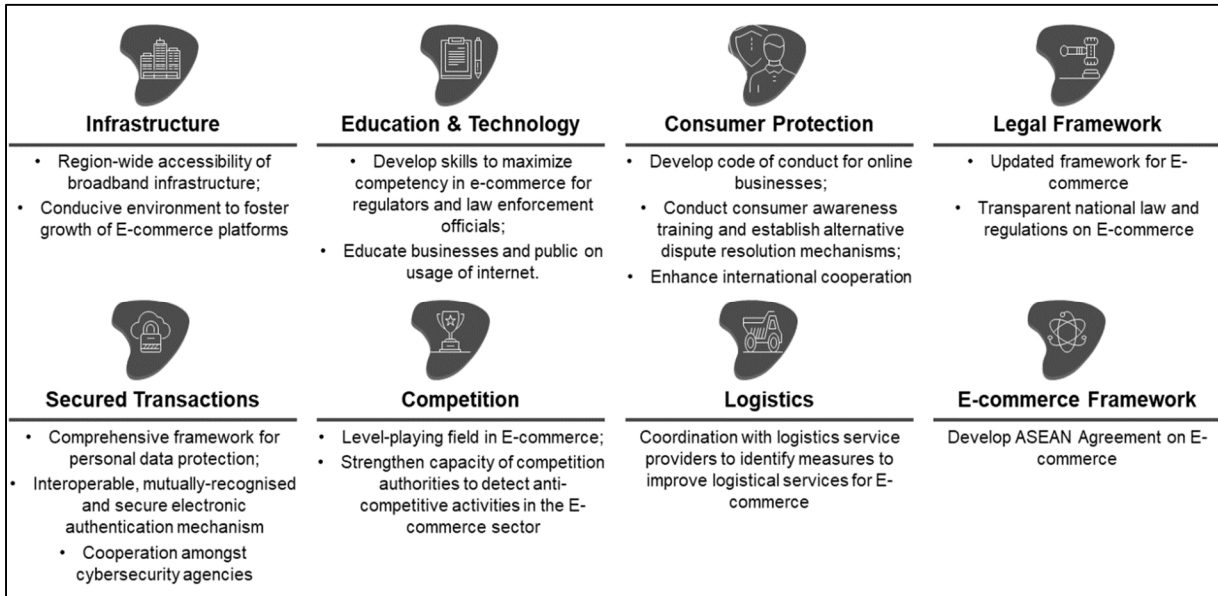 Infrastructure
• Region-wide accessibility of
broadband infrastructure;
• Conducive environment to foster
growth of E-commerce platforms
Education & Technology
• Develop skills to maximize
competency in e-commerce for
regulators and law enforcement
officials;
• Educate businesses and public on
usage of internet.
Consumer Protection
• Develop code of conduct for online
businesses;
• Conduct consumer awareness
training and establish alternative
dispute resolution mechanisms;
• Enhance international cooperation
Legal Framework
• Updated framework for E-
commerce
• Transparent national law and
regulations on E-commerce
Secured Transactions
• Comprehensive framework for
personal data protection;
• Interoperable, mutually-recognised
and secure electronic
authentication mechanism
• Cooperation amongst
cybersecurity agencies
Competition
• Level-playing field in E-commerce;
• Strengthen capacity of competition
authorities to detect anti-
competitive activities in the E-
commerce sector
Logistics
Coordination with logistics service
providers to identify measures to
improve logistical services for E-
commerce
E-commerce Framework
Develop ASEAN Agreement on E-
commerce